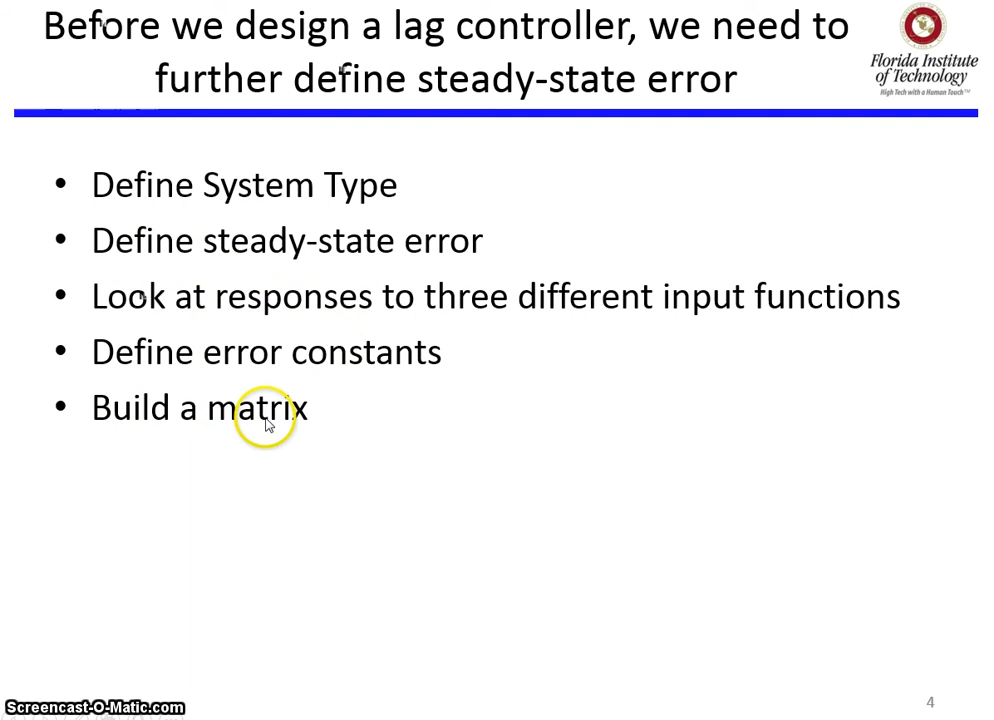 Before we design a lag controller, we need to
further define steady-state error
Florida Institute
of Technology
High Tech with a Human Touch™
• Define System Type
• Define steady-state error
• Look at responses to three different input functions
• Define error constants
• Build a matrix
4
Screencast-O-Matic.com